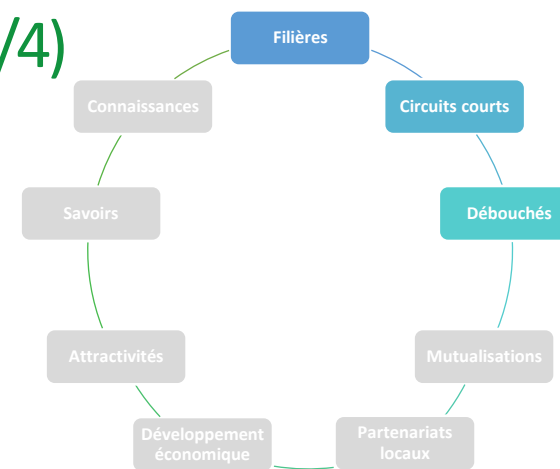 /4)
Filières
Circuits courts
Débouchés
Mutualisations
Partenariats
locaux
Développement
économique
Attractivités
Savoirs
Connaissances